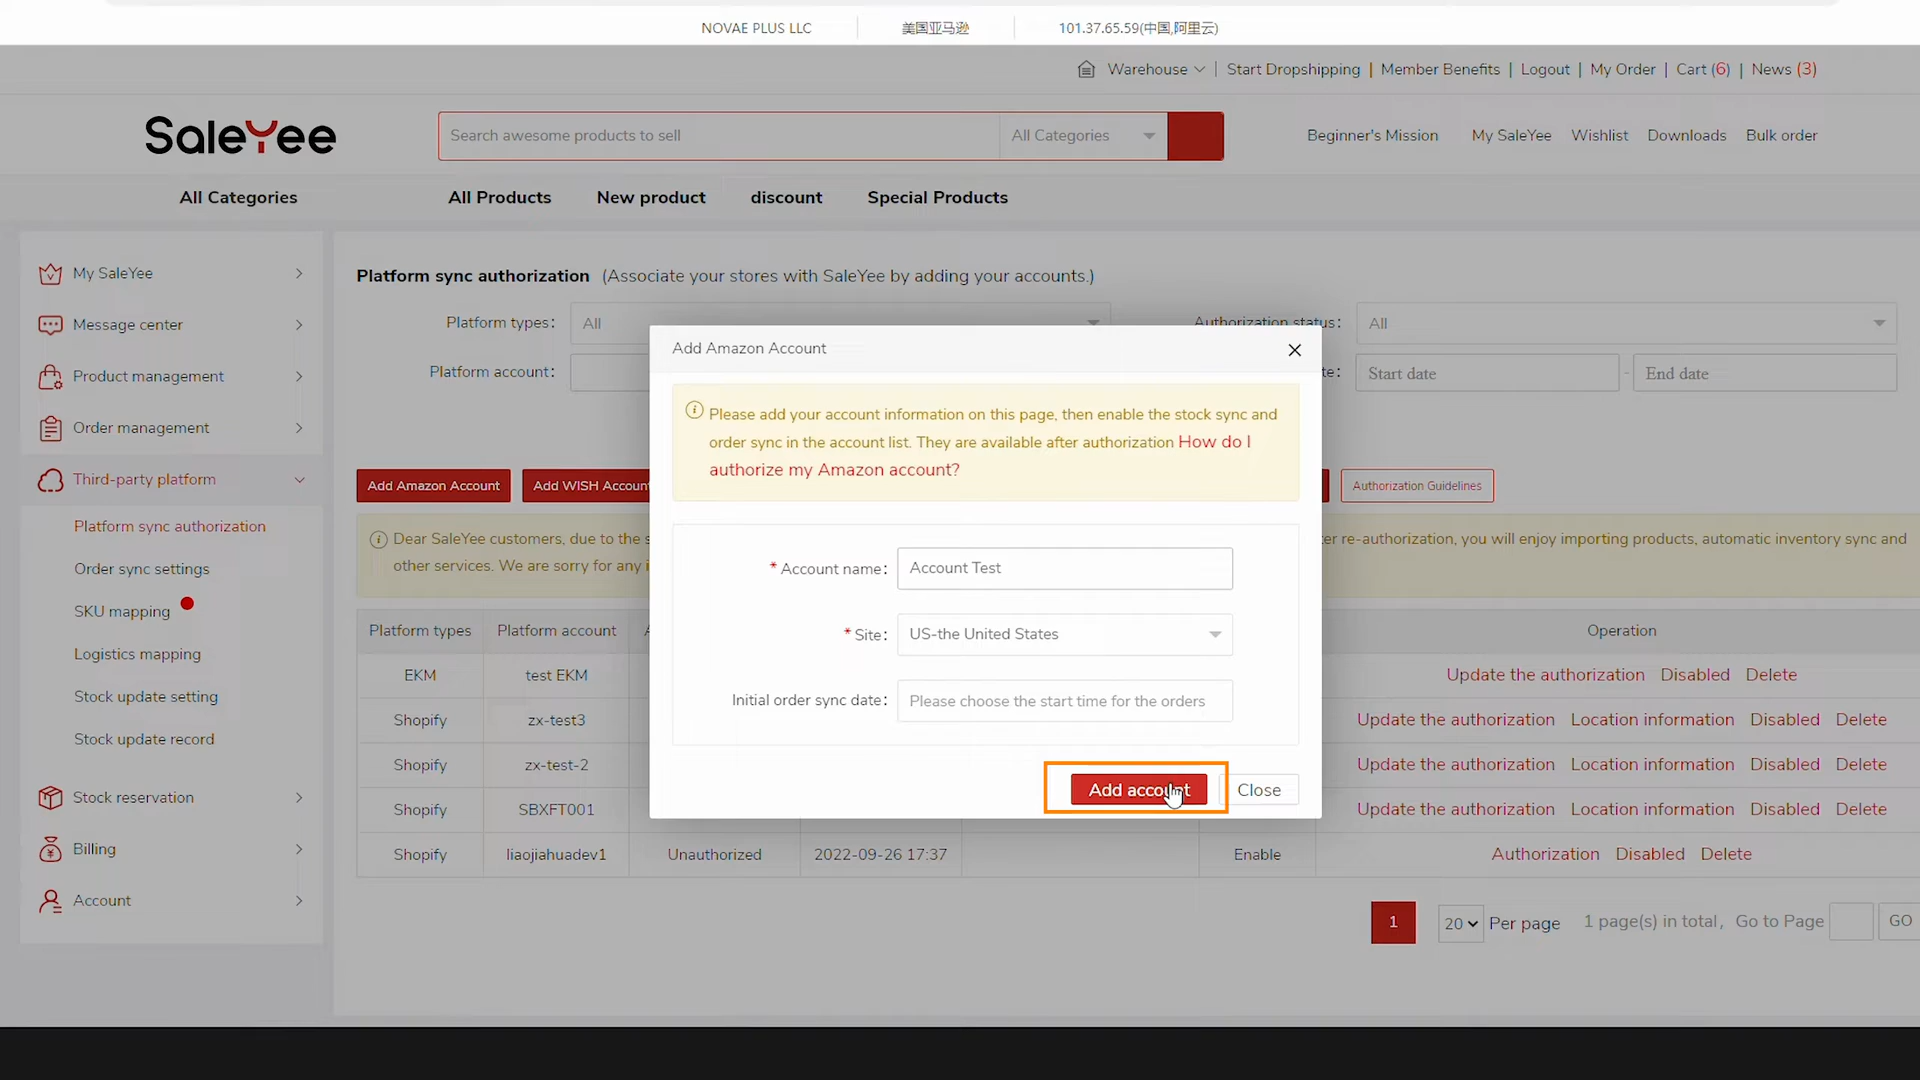 NOVAE PLUS LLC 美国亚马逊 101.37.65.59(中国,阿里云)
Warehouse | Start Dropshipping | Member Benefits | Logout | My Order | Cart (6) | News (3)
SaleYee
Search awesome products to sell All Categories
Beginner's Mission My SaleYee Wishlist Downloads Bulk order
All Categories All Products New product discount Special Products
My SaleYee
Message center
Product management
Order management
Third-party platform
Platform sync authorization
Order sync settings
SKU mapping
Logistics mapping
Stock update setting
Stock update record
Stock reservation
Billing
Account
Platform sync authorization (Associate your stores with SaleYee by adding your accounts.)
Platform types: All
Authorization status: All
Platform account:
te: Start date - End date
Add Amazon Account Add WISH Account Authorization Guidelines
Dear SaleYee customers, due to the s
er re-authorization, you will enjoy importing products, automatic inventory sync and
other services. We are sorry for any i
Platform types Platform account Operation
EKM test EKM Update the authorization Disabled Delete
Shopify zx-test3 Update the authorization Location information Disabled Delete
Shopify zx-test-2 Update the authorization Location information Disabled Delete
Shopify SBXFT001 Update the authorization Location information Disabled Delete
Shopify liaojiahuadev1 Unauthorized 2022-09-26 17:37 Enable Authorization Disabled Delete
1 20 Per page 1 page(s) in total, Go to Page GO
Add Amazon Account
Please add your account information on this page, then enable the stock sync and
order sync in the account list. They are available after authorization How do I
authorize my Amazon account?
* Account name: Account Test
* Site: US-the United States
Initial order sync date: Please choose the start time for the orders
Add account Close